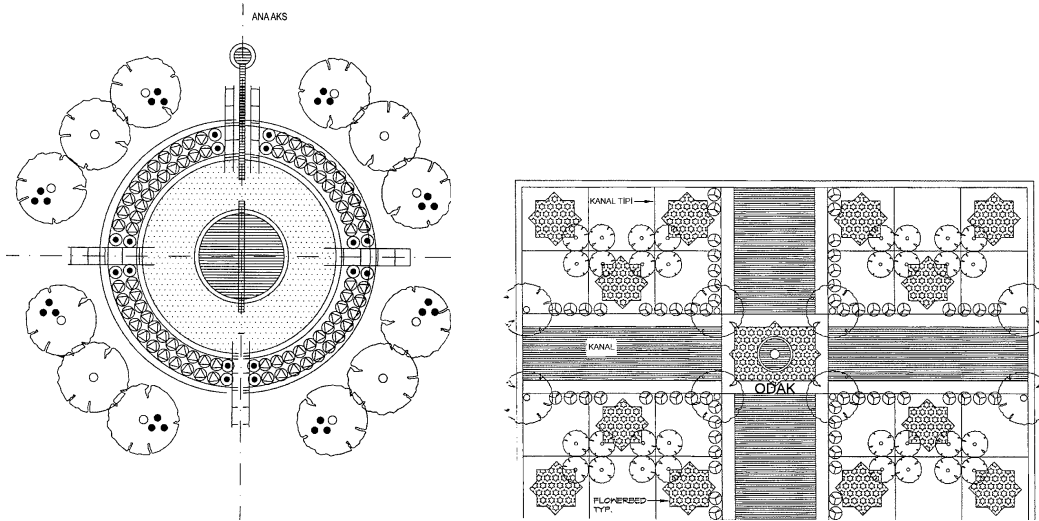 ANA AKS
KANAL TİPİ
KANAL
ODAK
FLOWERBED
TYP.